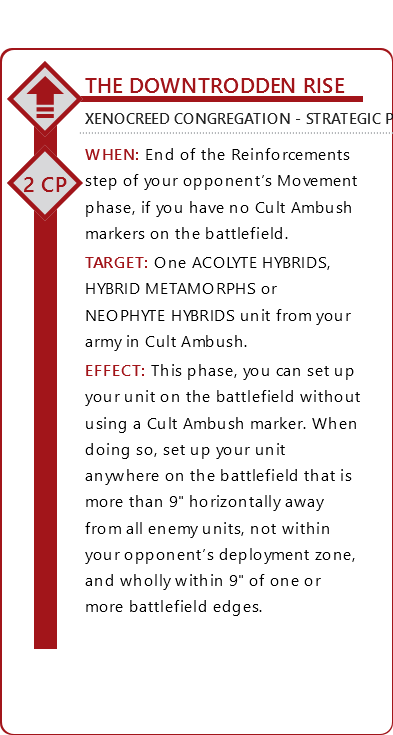 THE DOWNTRODDEN RISE
XENOCREED CONGREGATION - STRATEGIC P
2 CP
WHEN: End of the Reinforcements
step of your opponent’s Movement
phase, if you have no Cult Ambush
markers on the battlefield.
TARGET: One ACOLYTE HYBRIDS,
HYBRID METAMORPHS or
NEOPHYTE HYBRIDS unit from your
army in Cult Ambush.
EFFECT: This phase, you can set up
your unit on the battlefield without
using a Cult Ambush marker. When
doing so, set up your unit
anywhere on the battlefield that is
more than 9" horizontally away
from all enemy units, not within
your opponent’s deployment zone,
and wholly within 9" of one or
more battlefield edges.